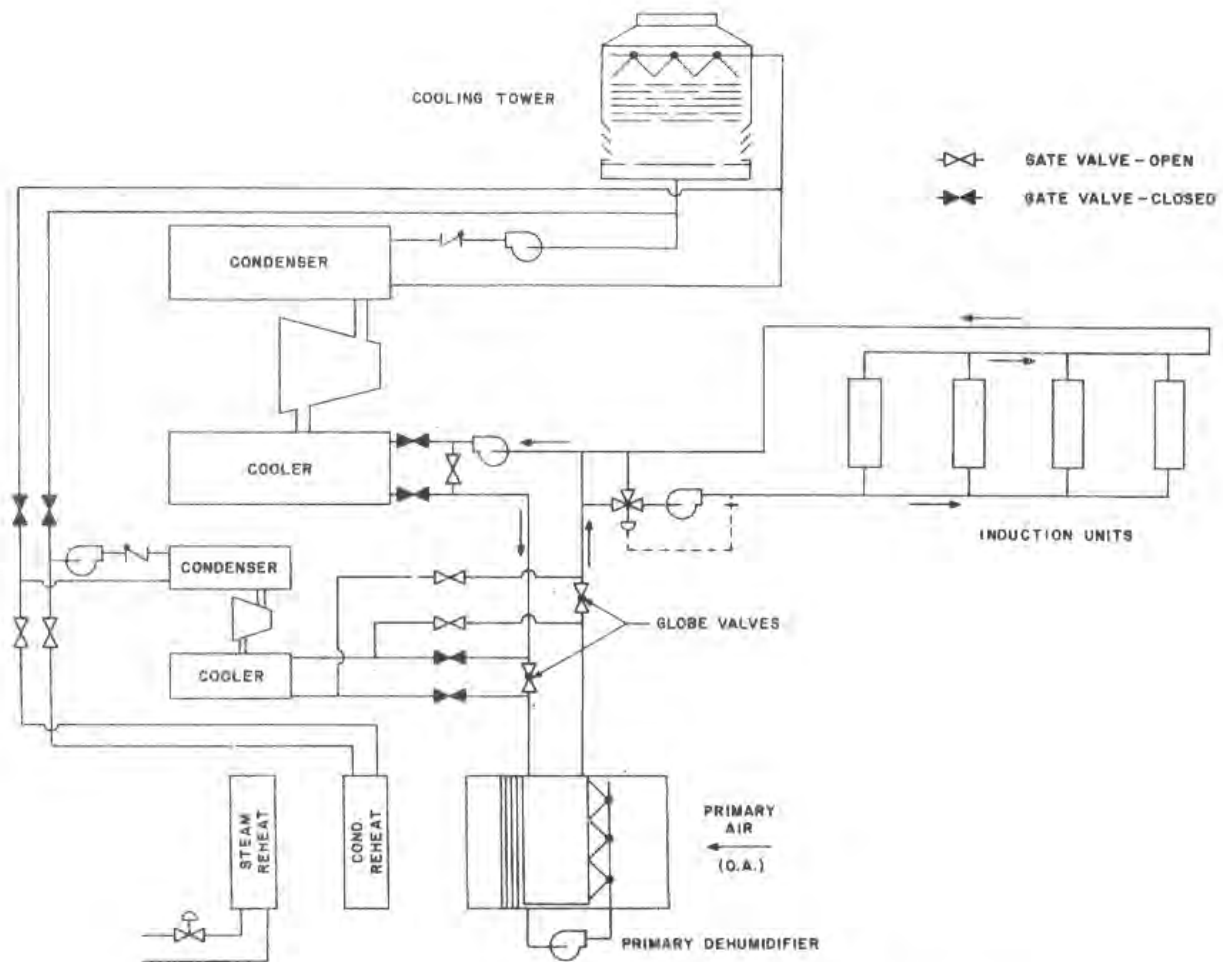 COOLING TOWER
GATE VALVE - OPEN
GATE VALVE - CLOSED
CONDENSER
COOLER
INDUCTION UNITS
CONDENSER
GLOBE VALVES
COOLER
STEAM
REHEAT
COND.
REHEAT
PRIMARY
AIR
(O.A.)
PRIMARY DEHUMIDIFIER